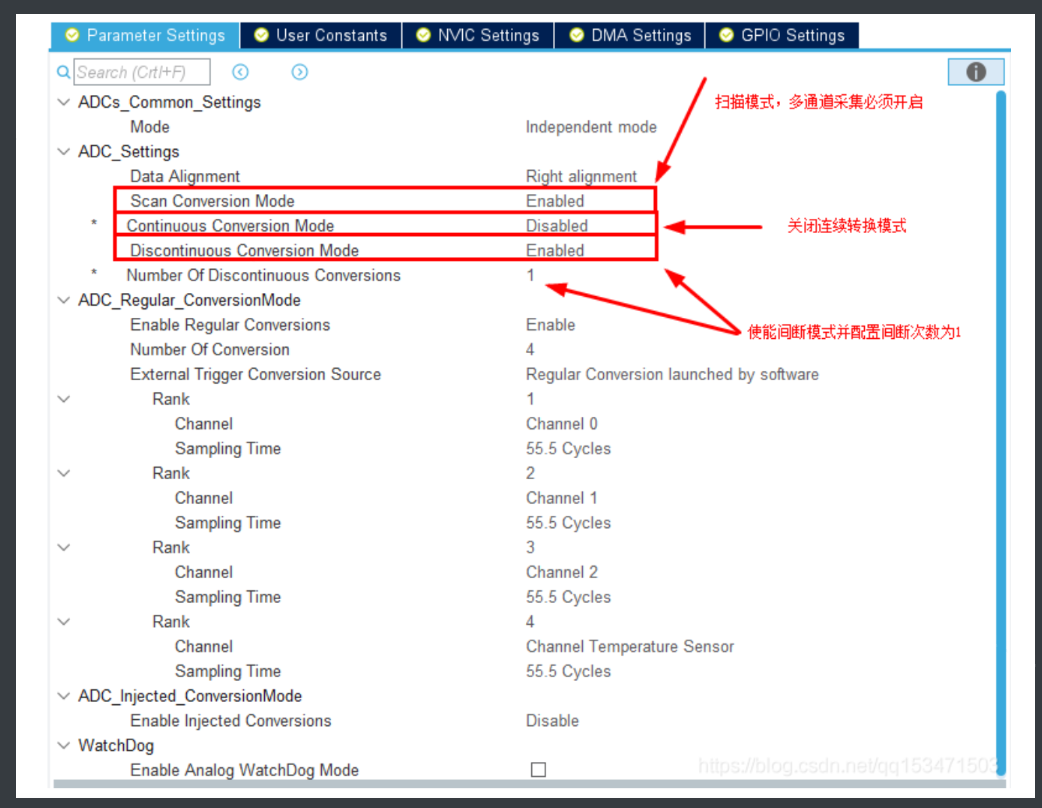 Parameter Settings User Constants NVIC Settings DMA Settings GPIO Settings
Search (Crtl+F)
ADCs_Common_Settings 扫描模式，多通道采集必须开启
Mode Independent mode
ADC_Settings
Data Alignment Right alignment
Scan Conversion Mode Enabled
* Continuous Conversion Mode Disabled 关闭连续转换模式
Discontinuous Conversion Mode Enabled
* Number Of Discontinuous Conversions 1
ADC_Regular_ConversionMode
Enable Regular Conversions Enable 使能间断模式并配置间断次数为1
Number Of Conversion 4
External Trigger Conversion Source Regular Conversion launched by software
Rank 1
Channel Channel 0
Sampling Time 55.5 Cycles
Rank 2
Channel Channel 1
Sampling Time 55.5 Cycles
Rank 3
Channel Channel 2
Sampling Time 55.5 Cycles
Rank 4
Channel Channel Temperature Sensor
Sampling Time 55.5 Cycles
ADC_Injected_ConversionMode
Enable Injected Conversions Disable
WatchDog
Enable Analog WatchDog Mode
https://blog.csdn.net/qq153471503